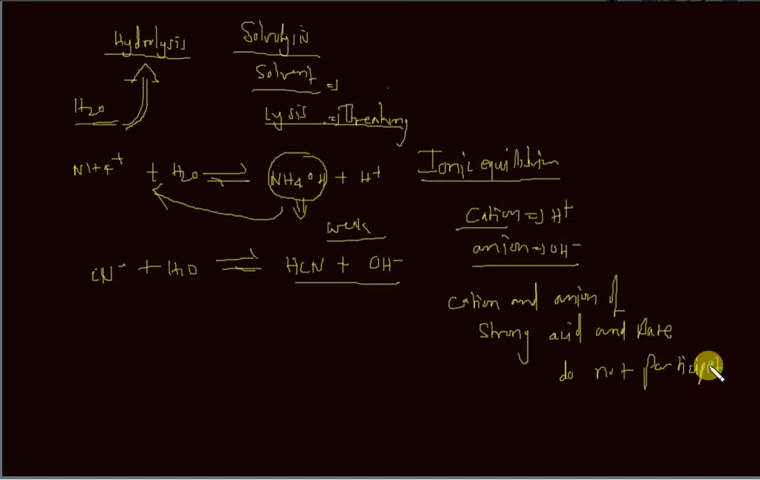 Hydrolysis
Solvolysis
Solvent =>
H2O
Lysis => Breaking
NH4+ + H2O ⇌ NH4OH + H+
Ionic equilibrium
Cation => H+
weak
anion => OH-
CN- + H2O ⇌ HCN + OH-
Cation and anion of
Strong acid and Base
do not particip